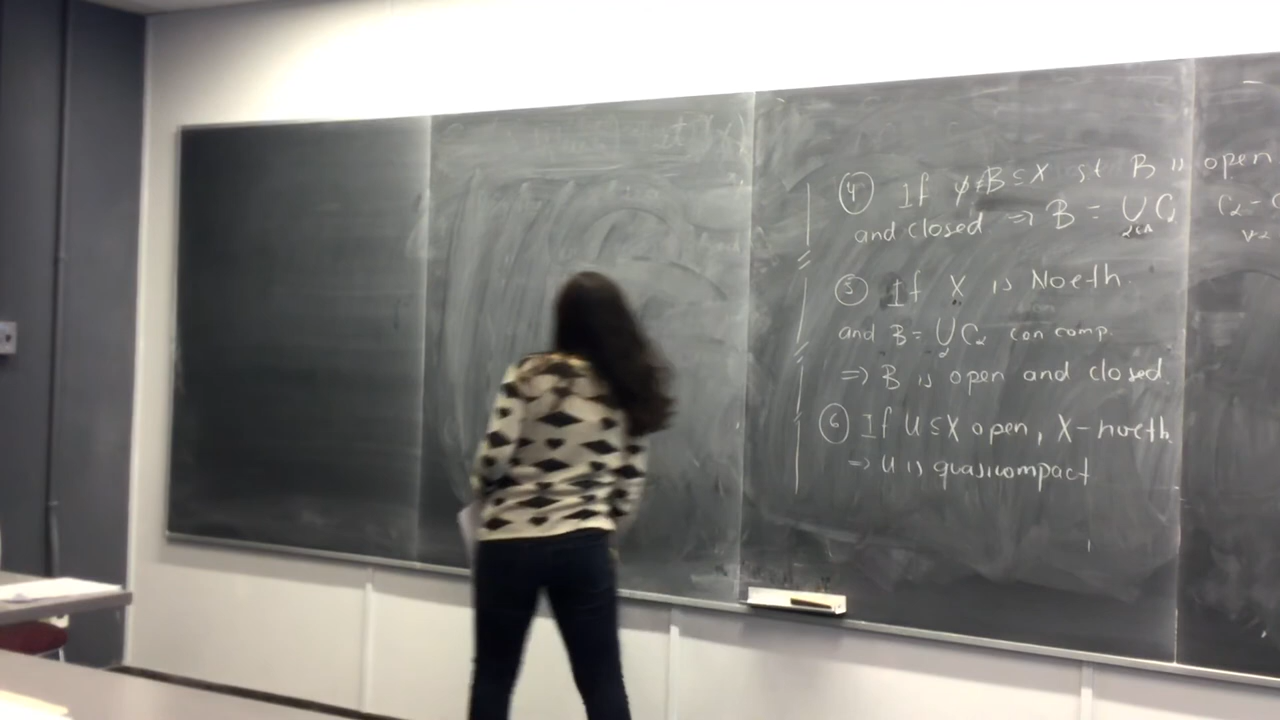 ④ If ∅≠B⊆X st B is open
and closed ⇒ B = ⋃ Cα
α∈Λ
⑤ If X is Noeth.
and B = ⋃ Cα con comp.
α
⇒ B is open and closed.
⑥ If U⊆X open, X-noeth.
⇒ U is quasicompact